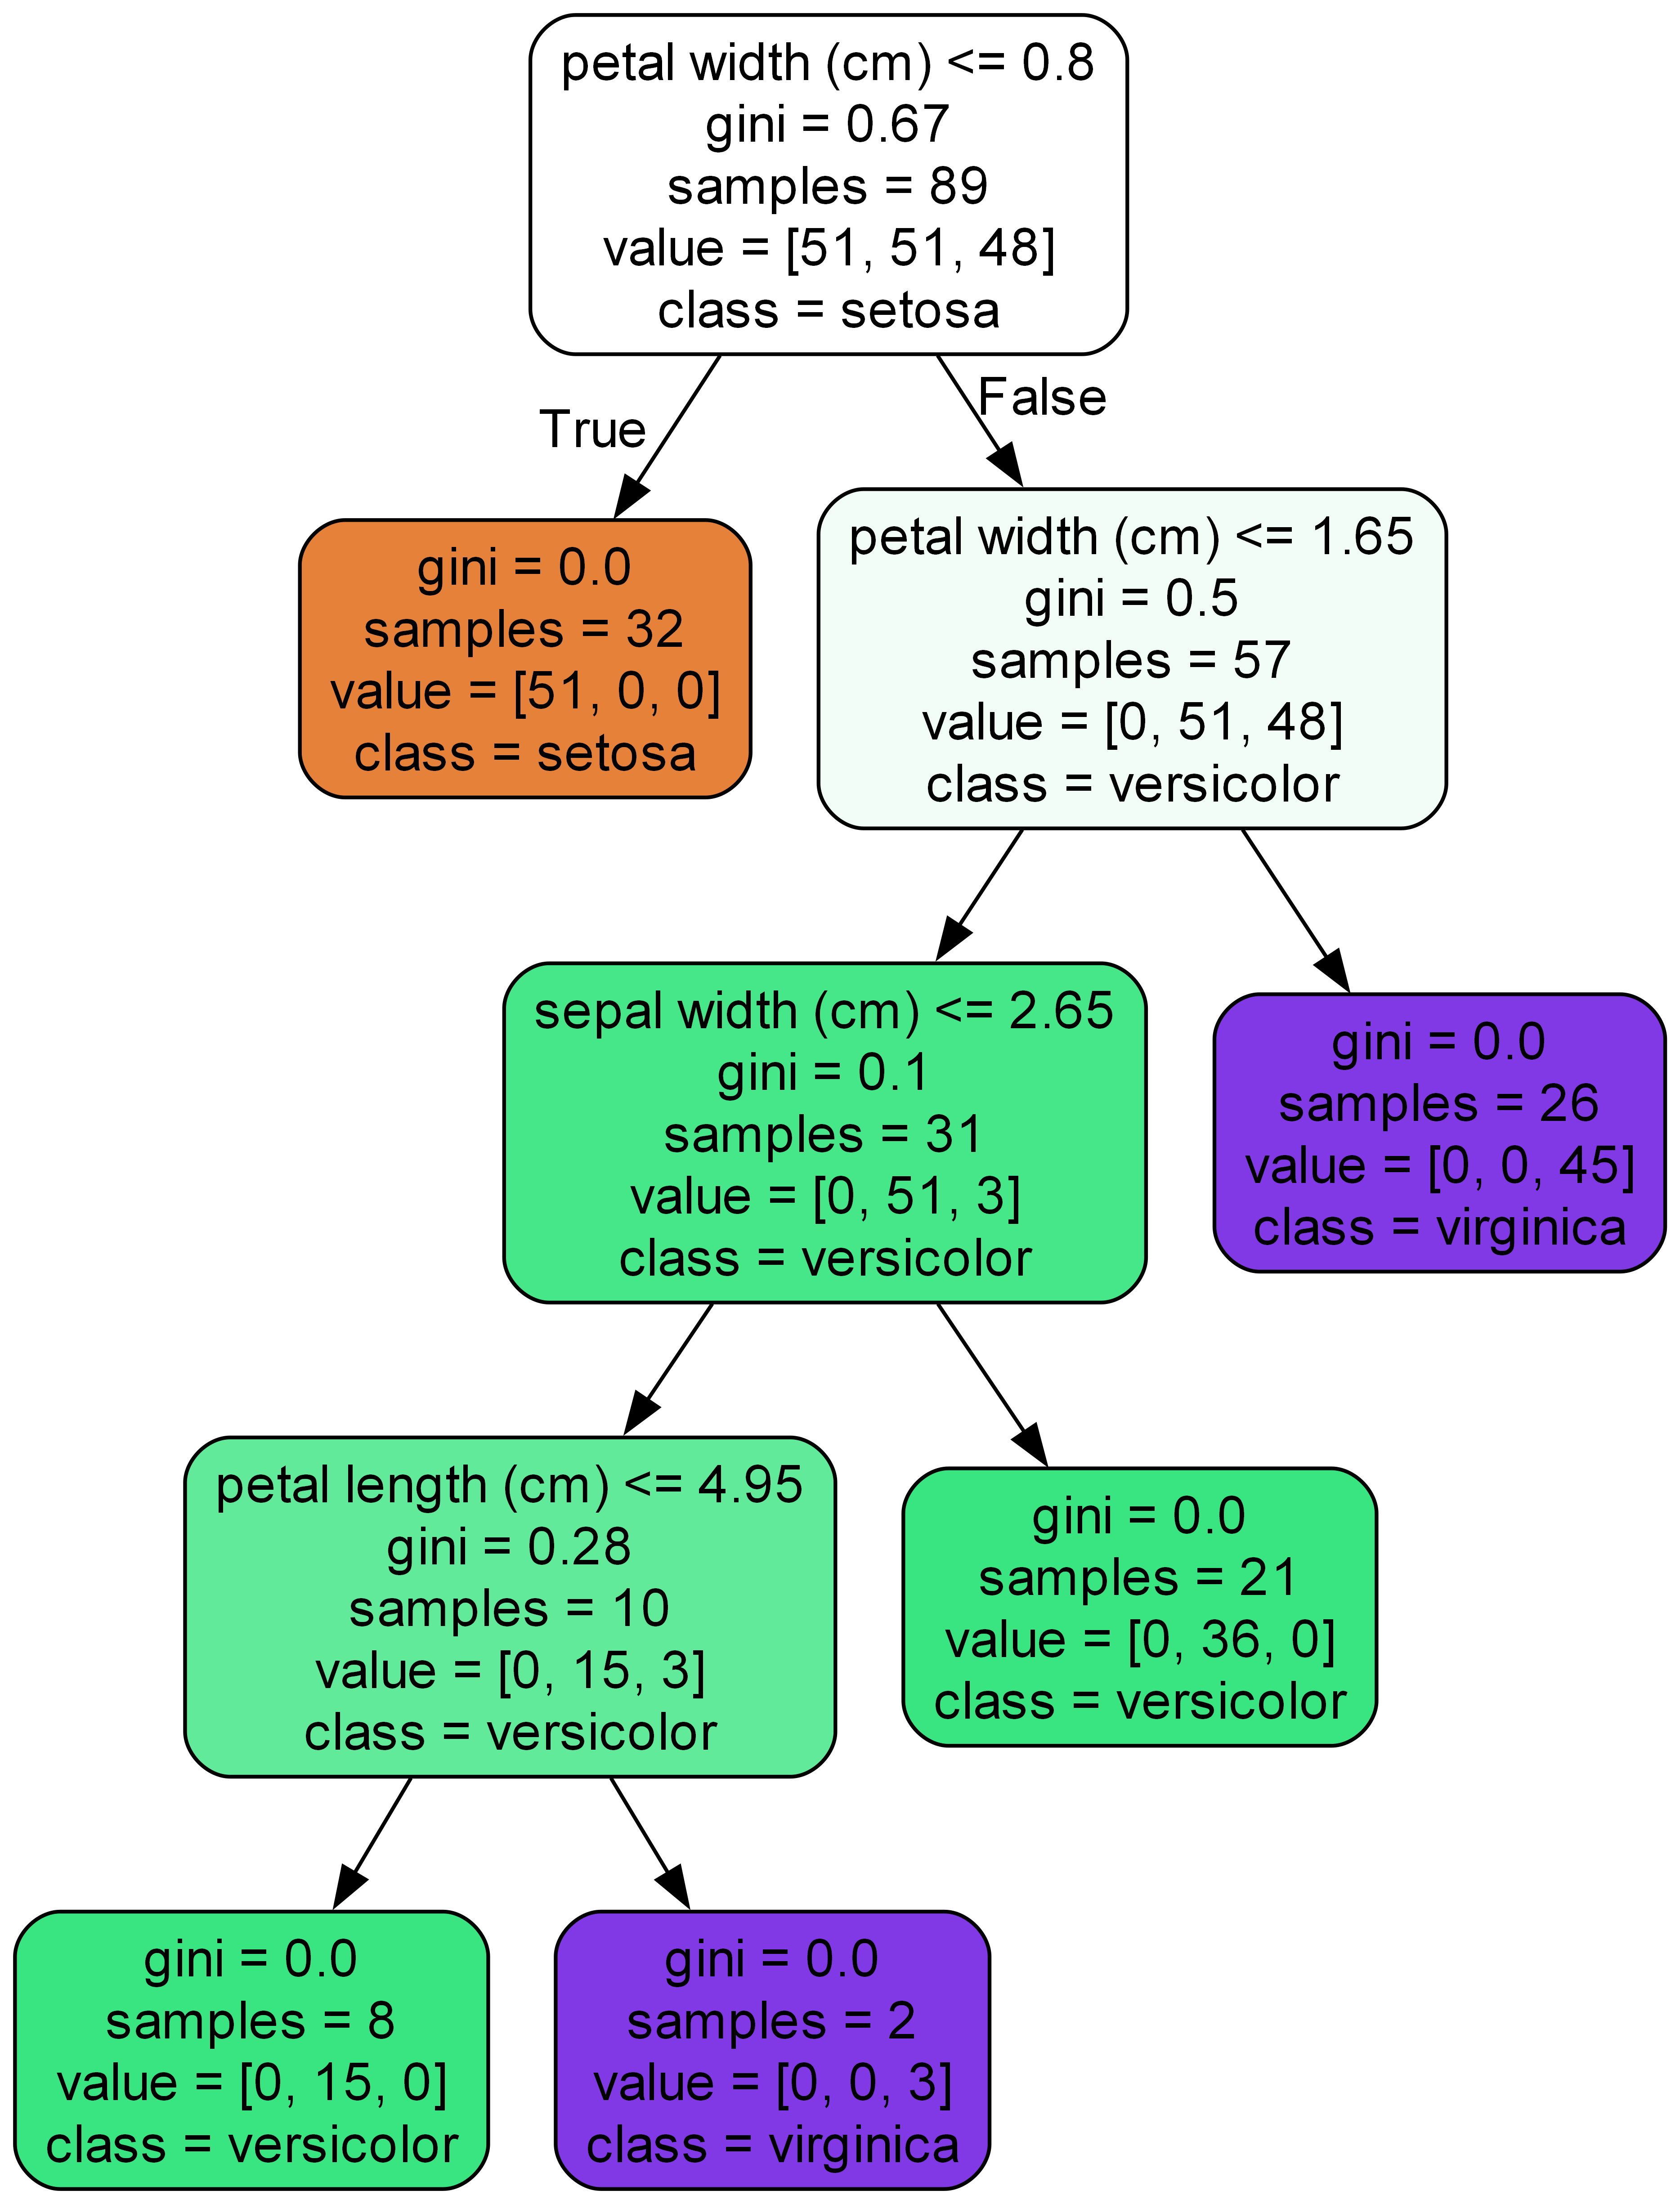 petal width (cm) <= 0.8
gini = 0.67
samples = 89
value = [51, 51, 48]
class = setosa
True
False
gini = 0.0
samples = 32
value = [51, 0, 0]
class = setosa
petal width (cm) <= 1.65
gini = 0.5
samples = 57
value = [0, 51, 48]
class = versicolor
sepal width (cm) <= 2.65
gini = 0.1
samples = 31
value = [0, 51, 3]
class = versicolor
gini = 0.0
samples = 26
value = [0, 0, 45]
class = virginica
petal length (cm) <= 4.95
gini = 0.28
samples = 10
value = [0, 15, 3]
class = versicolor
gini = 0.0
samples = 21
value = [0, 36, 0]
class = versicolor
gini = 0.0
samples = 8
value = [0, 15, 0]
class = versicolor
gini = 0.0
samples = 2
value = [0, 0, 3]
class = virginica